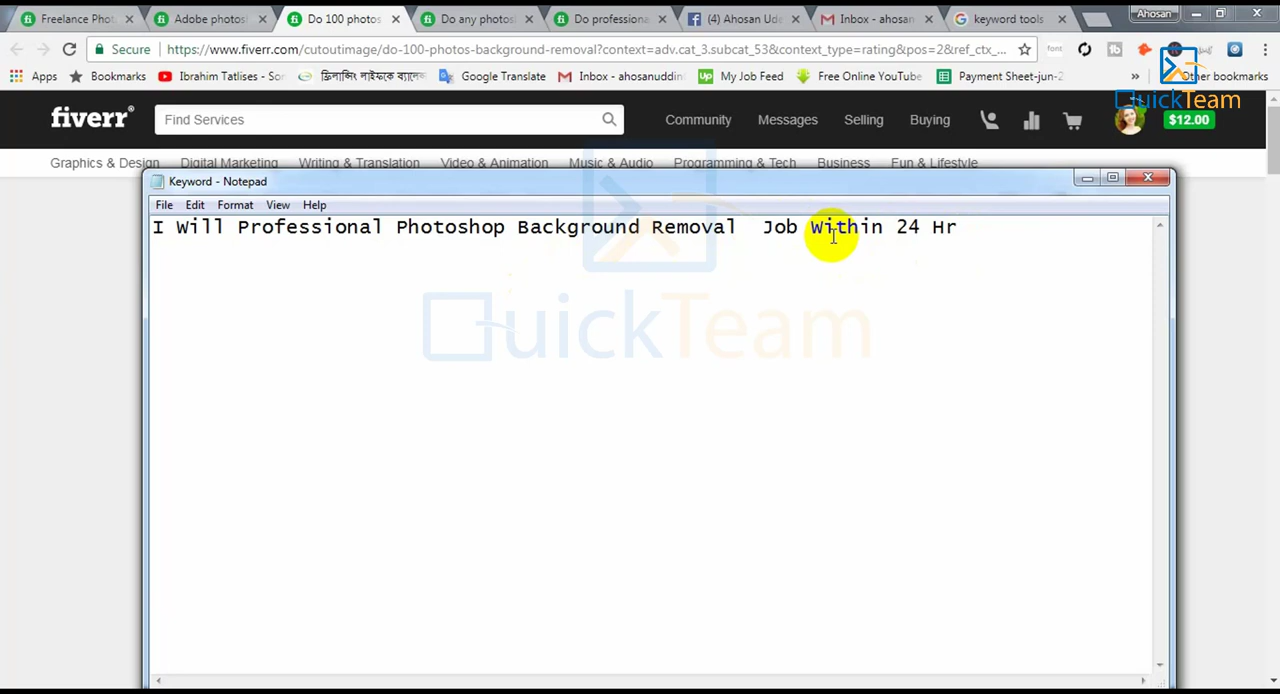 Freelance Phot
Adobe photosh
Do 100 photos
Do any photosh
Do professiona
(4) Ahosan Ude
Inbox - ahosan
keyword tools
Ahosan
Secure
https://www.fiverr.com/cutoutimage/do-100-photos-background-removal?context=adv.cat_3.subcat_53&context_type=rating&pos=2&ref_ctx_...
Apps
Bookmarks
Ibrahim Tatlises - Son
Google Translate
Inbox - ahosanuddin
My Job Feed
Free Online YouTube
Payment Sheet-jun-2
Other bookmarks
QuickTeam
fiverr
Find Services
Community
Messages
Selling
Buying
$12.00
Graphics & Design
Digital Marketing
Writing & Translation
Video & Animation
Music & Audio
Programming & Tech
Business
Fun & Lifestyle
Keyword - Notepad
File Edit Format View Help
I Will Professional Photoshop Background Removal  Job Within 24 Hr
QuickTeam